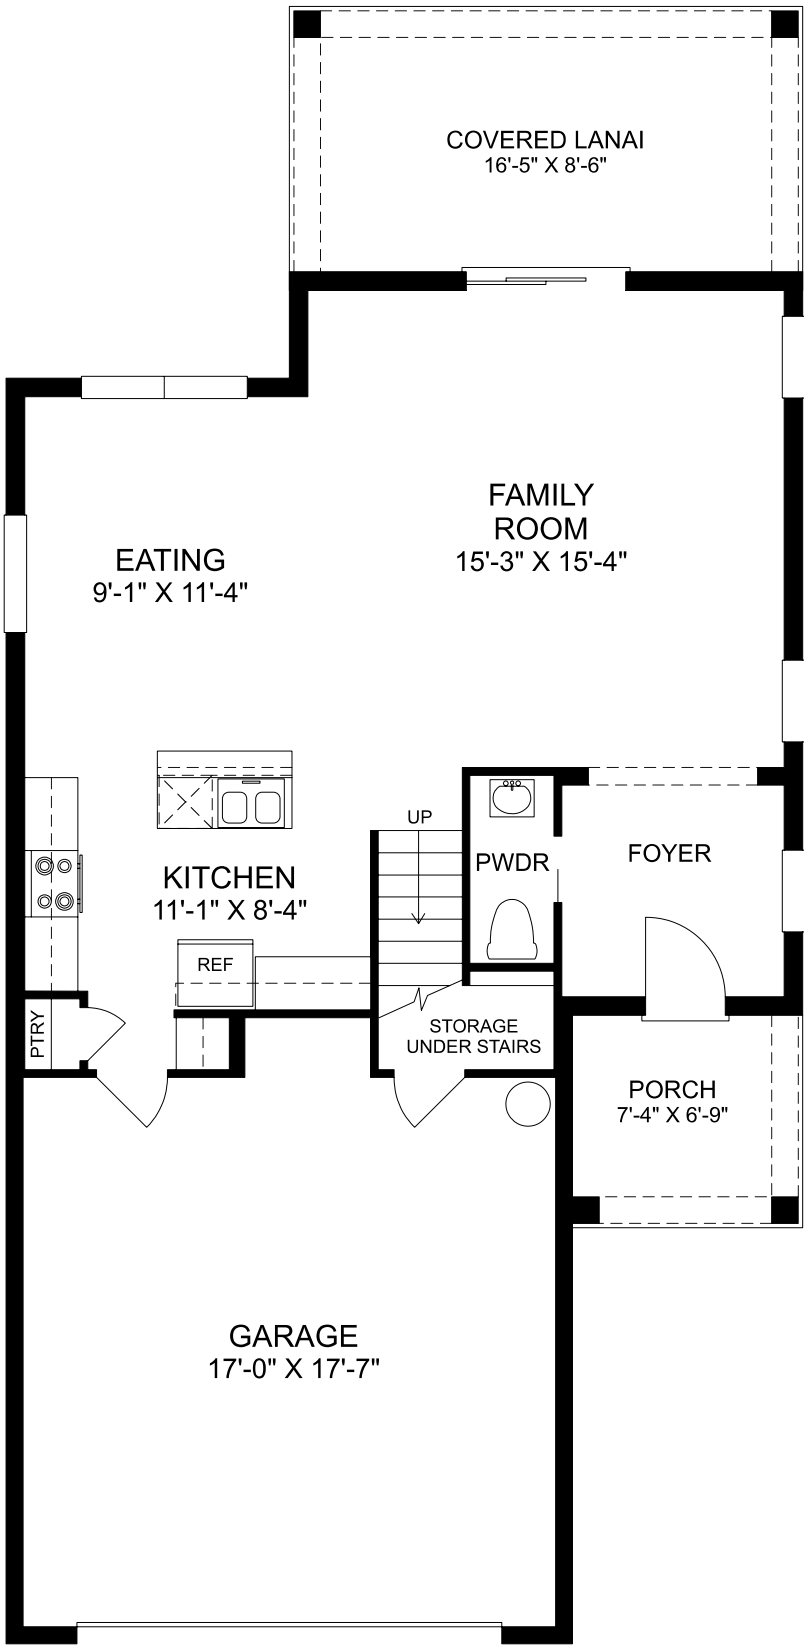 COVERED LANAI
16'-5" X 8'-6"
FAMILY
ROOM
15'-3" X 15'-4"
EATING
9'-1" X 11'-4"
UP
PWDR
FOYER
KITCHEN
11'-1" X 8'-4"
REF
PTRY
STORAGE
UNDER STAIRS
PORCH
7'-4" X 6'-9"
GARAGE
17'-0" X 17'-7"